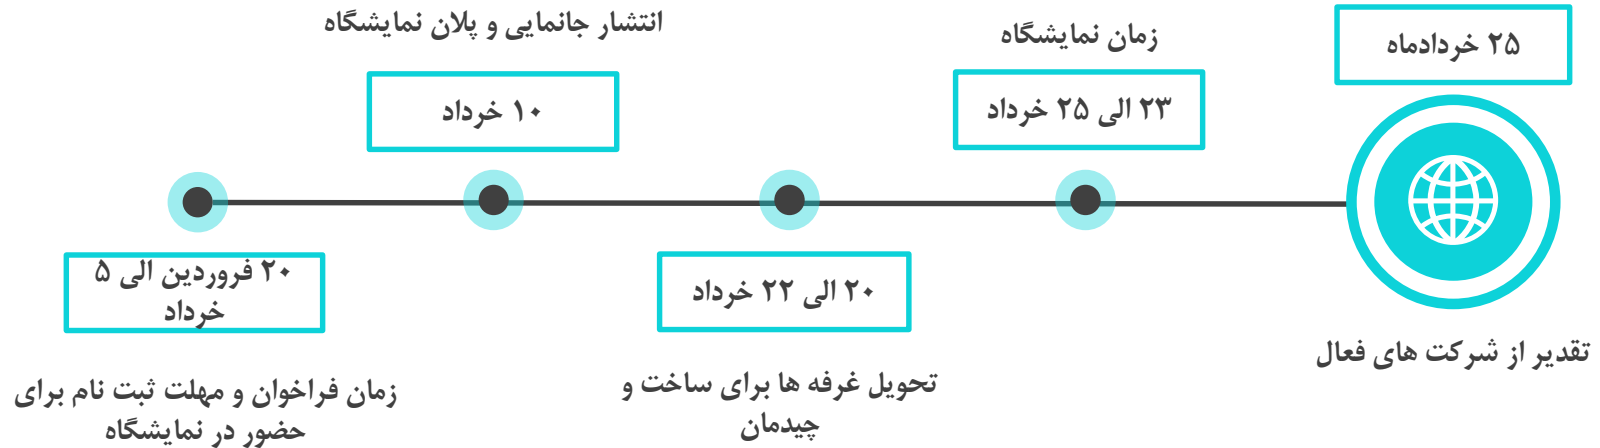 ۲۰ فروردین الی ۵
خرداد
زمان فراخوان و مهلت ثبت نام برای
حضور در نمایشگاه
انتشار جانمایی و پلان نمایشگاه
۱۰ خرداد
۲۰ الی ۲۲ خرداد
تحویل غرفه ها برای ساخت و
چیدمان
زمان نمایشگاه
۲۳ الی ۲۵ خرداد
۲۵ خردادماه
تقدیر از شرکت های فعال